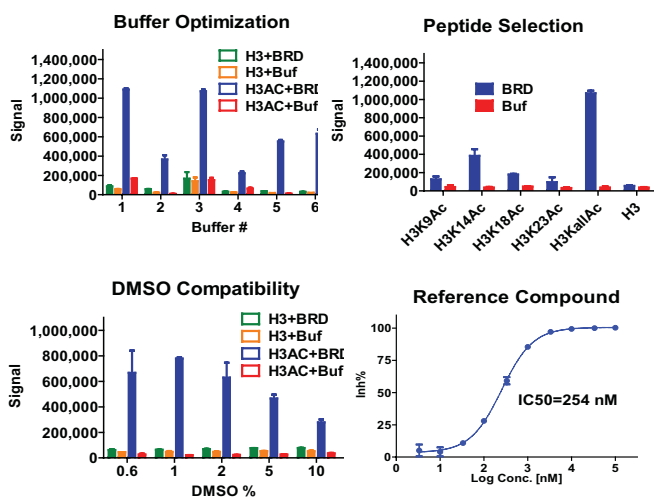 Buffer Optimization
Signal
1,400,000
1,200,000
1,000,000
800,000
600,000
400,000
200,000
0
H3+BRD
H3+Buf
H3AC+BRD
H3AC+Buf
1 2 3 4 5 6
Buffer #
Peptide Selection
Signal
1,400,000
1,200,000
1,000,000
800,000
600,000
400,000
200,000
0
BRD
Buf
H3K9Ac
H3K14Ac
H3K18Ac
H3K23Ac
H3KallAc
H3
DMSO Compatibility
Signal
1,000,000
800,000
600,000
400,000
200,000
0
H3+BRD
H3+Buf
H3AC+BRD
H3AC+Buf
0.6 1 2 5 10
DMSO %
Reference Compound
Inh%
100
75
50
25
0
IC50=254 nM
0 1 2 3 4 5
Log Conc. [nM]